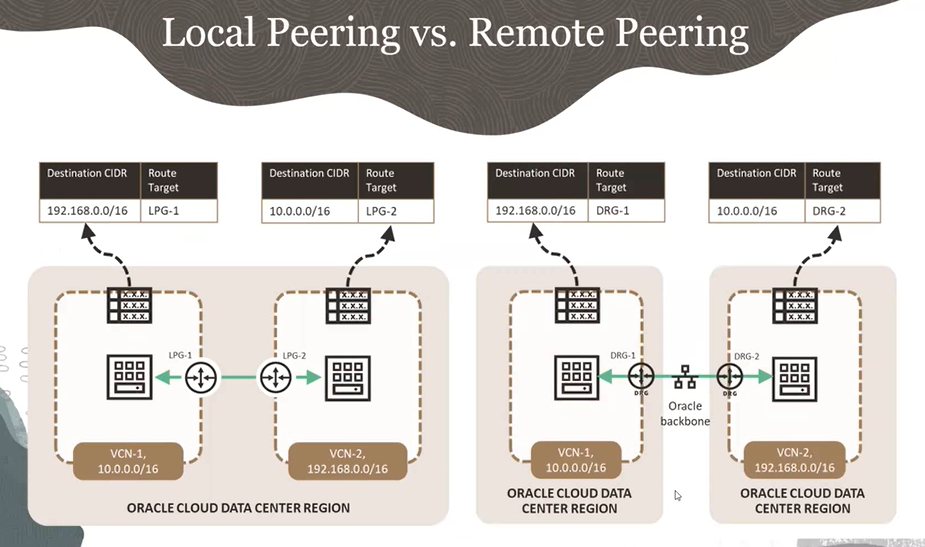 Local Peering vs. Remote Peering
Destination CIDR Route
Target
192.168.0.0/16 LPG-1
Destination CIDR Route
Target
10.0.0.0/16 LPG-2
Destination CIDR Route
Target
192.168.0.0/16 DRG-1
Destination CIDR Route
Target
10.0.0.0/16 DRG-2
X.X.X.
X.X.X.
X.X.X.
X.X.X.
X.X.X.
X.X.X.
X.X.X.
X.X.X.
X.X.X.
X.X.X.
X.X.X.
X.X.X.
LPG-1
LPG-2
DRG-1
DRG-2
DRG
DRG
Oracle
backbone
VCN-1,
10.0.0.0/16
VCN-2,
192.168.0.0/16
VCN-1,
10.0.0.0/16
VCN-2,
192.168.0.0/16
ORACLE CLOUD DATA CENTER REGION
ORACLE CLOUD DATA
CENTER REGION
ORACLE CLOUD DATA
CENTER REGION